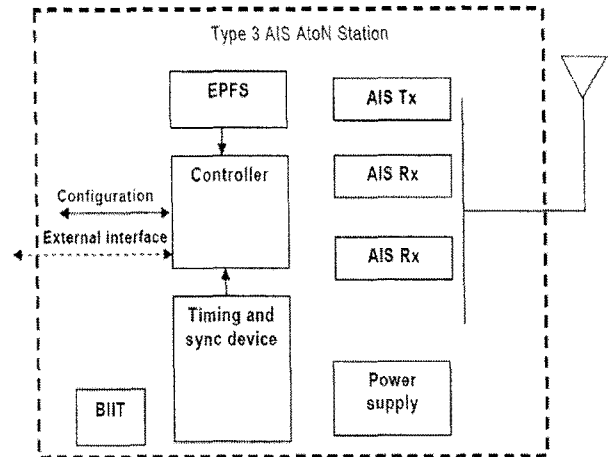 Type 3 AIS AtoN Station
EPFS
AIS Tx
Controller
AIS Rx
Configuration
External interface
AIS Rx
Timing and
sync device
Power
supply
BIIT